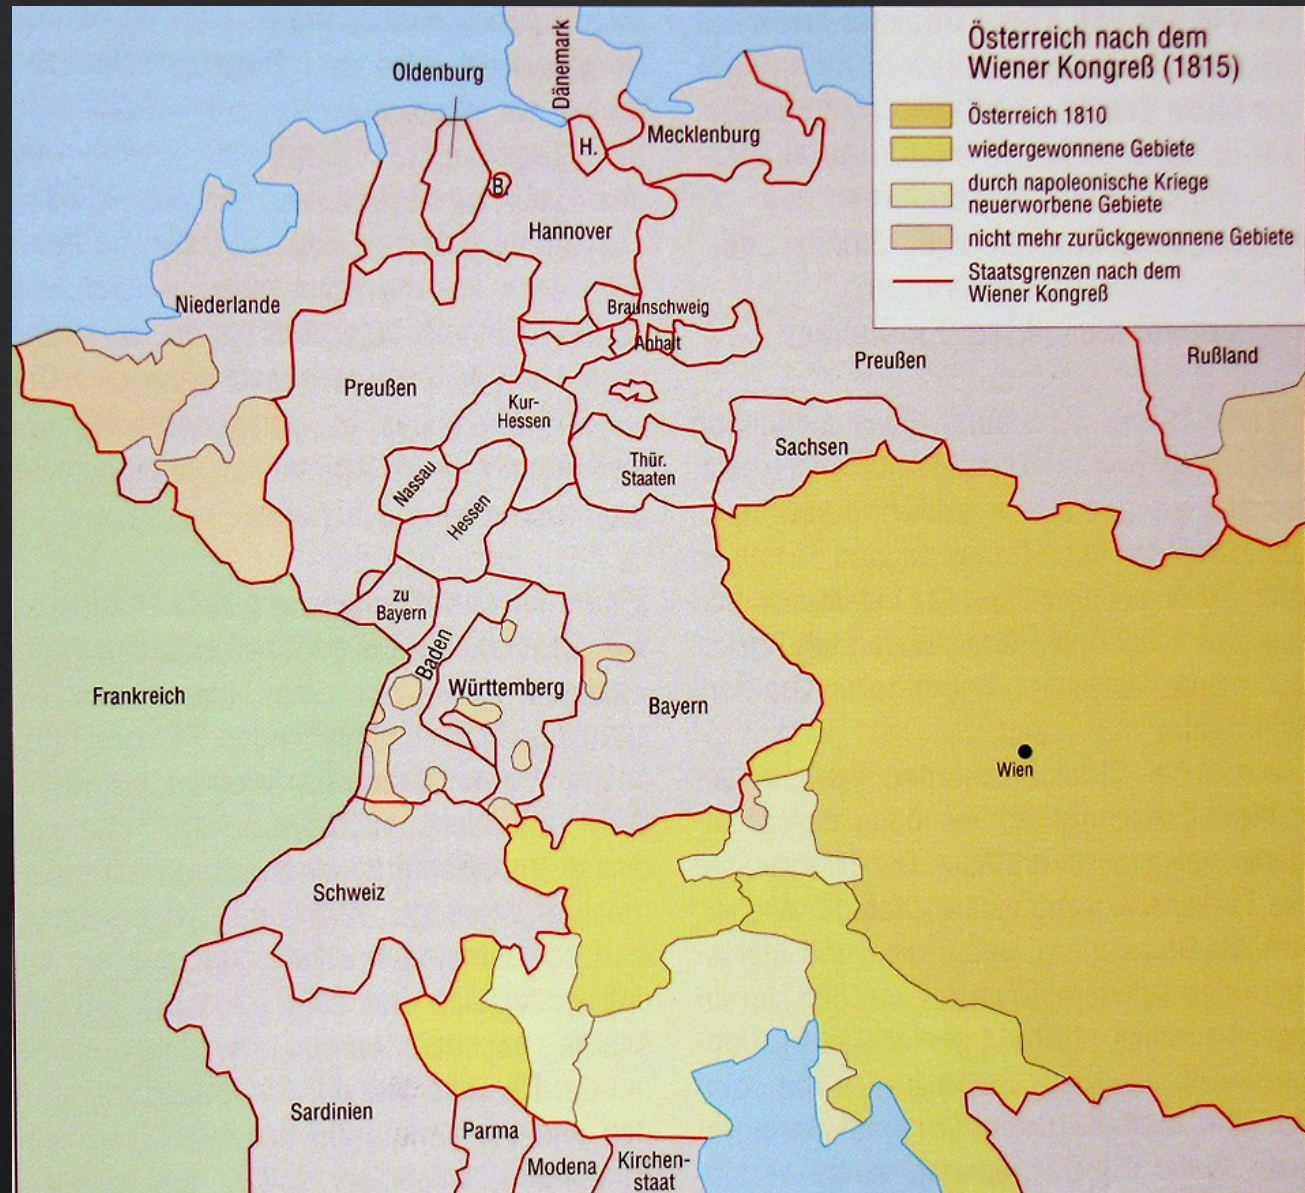 Österreich nach dem
Wiener Kongreß (1815)
Österreich 1810
wiedergewonnene Gebiete
durch napoleonische Kriege
neuerworbene Gebiete
nicht mehr zurückgewonnene Gebiete
Staatsgrenzen nach dem
Wiener Kongreß
Dänemark
Oldenburg
Mecklenburg
H.
B.
Hannover
Niederlande
Braunschweig
Anhalt
Preußen
Rußland
Preußen
Kur-
Hessen
Sachsen
Thür.
Staaten
Nassau
Hessen
zu
Bayern
Baden
Württemberg
Frankreich
Bayern
Wien
Schweiz
Sardinien
Parma
Modena
Kirchen-
staat